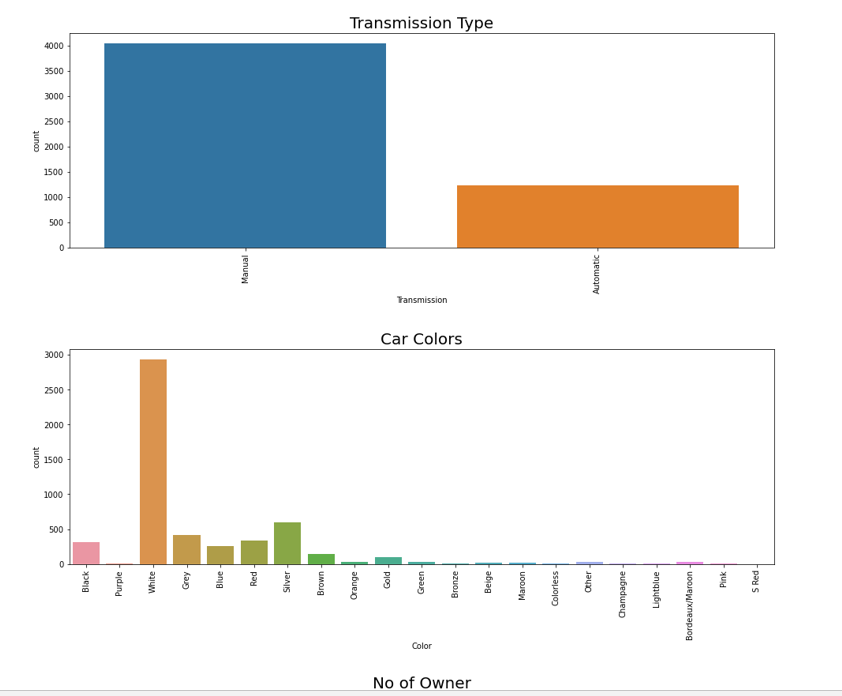 Transmission Type
4000
3500
3000
2500
2000
1500
1000
500
0
count
Manual
Automatic
Transmission
Car Colors
3000
2500
2000
1500
1000
500
0
count
Black
Purple
White
Grey
Blue
Red
Silver
Brown
Orange
Gold
Green
Bronze
Beige
Maroon
Colorless
Other
Champagne
Lightblue
Bordeaux/Maroon
Pink
S Red
Color
No of Owner